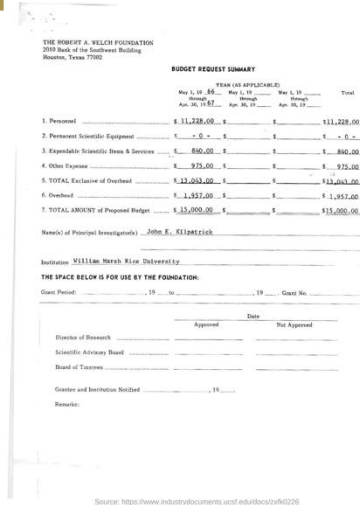 THE ROBERT A. WELCH FOUNDATION
2010 Bank of the Southwest Building
Houston, Texas 77002
BUDGET REQUEST SUMMARY
YEAR (AS APPLICABLE)
May 1, 19 66 May 1, 19 May 1, 19 Total
through through through
Apr. 30, 19 67 Apr. 30, 19 Apr. 30, 19
1. Personnel $ 11,228.00 $ $ $11,228.00
2. Permanent Scientific Equipment $ - 0 - $ $ $ - 0 -
3. Expendable Scientific Items & Services $ 840.00 $ $ $ 840.00
4. Other Expense $ 975.00 $ $ $ 975.00
5. TOTAL Exclusive of Overhead $ 13,043.00 $ $ $13,043.00
6. Overhead $ 1,957.00 $ $ $ 1,957.00
7. TOTAL AMOUNT of Proposed Budget $ 15,000.00 $ $ $15,000.00
Name(s) of Principal Investigator(s) John E. Kilpatrick
Institution William Marsh Rice University
THE SPACE BELOW IS FOR USE BY THE FOUNDATION:
Grant Period: , 19 to , 19 . Grant No.
Date
Approved Not Approved
Director of Research
Scientific Advisory Board
Board of Trustees
Grantee and Institution Notified , 19
Remarks:
Source: https://www.industrydocuments.ucsf.edu/docs/zxfk0226